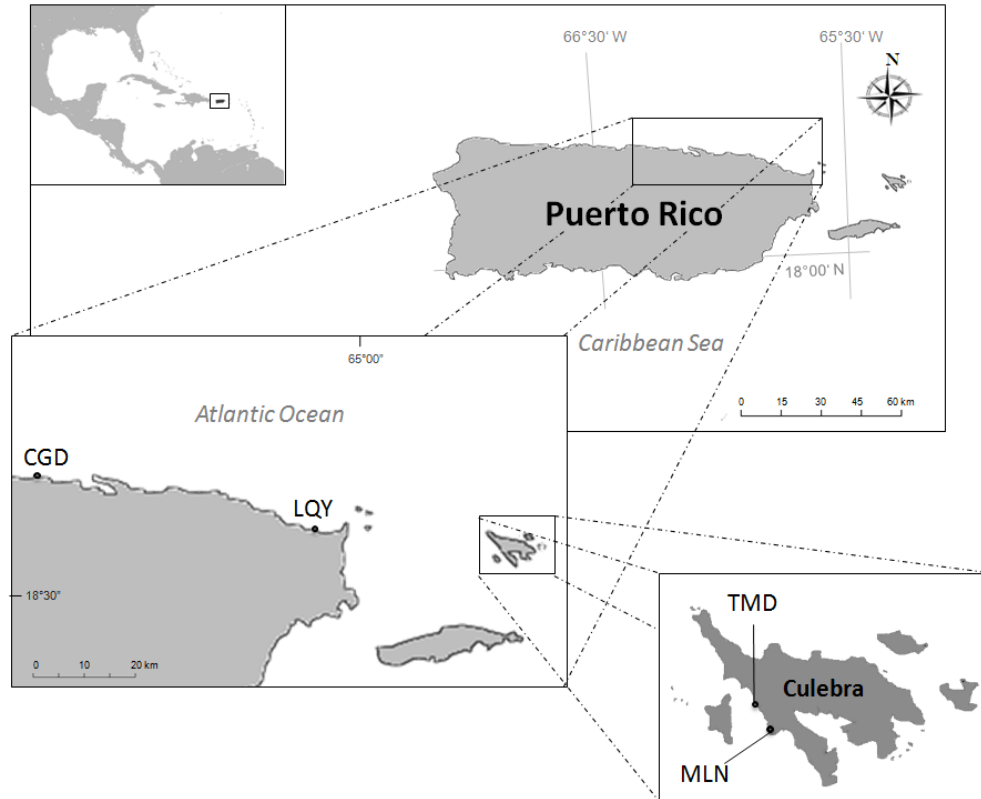 66°30' W
65°30' W
N
Puerto Rico
18°00' N
Caribbean Sea
0 15 30 45 60 km
65°00"
Atlantic Ocean
CGD
LQY
18°30"
0 10 20 km
TMD
Culebra
MLN